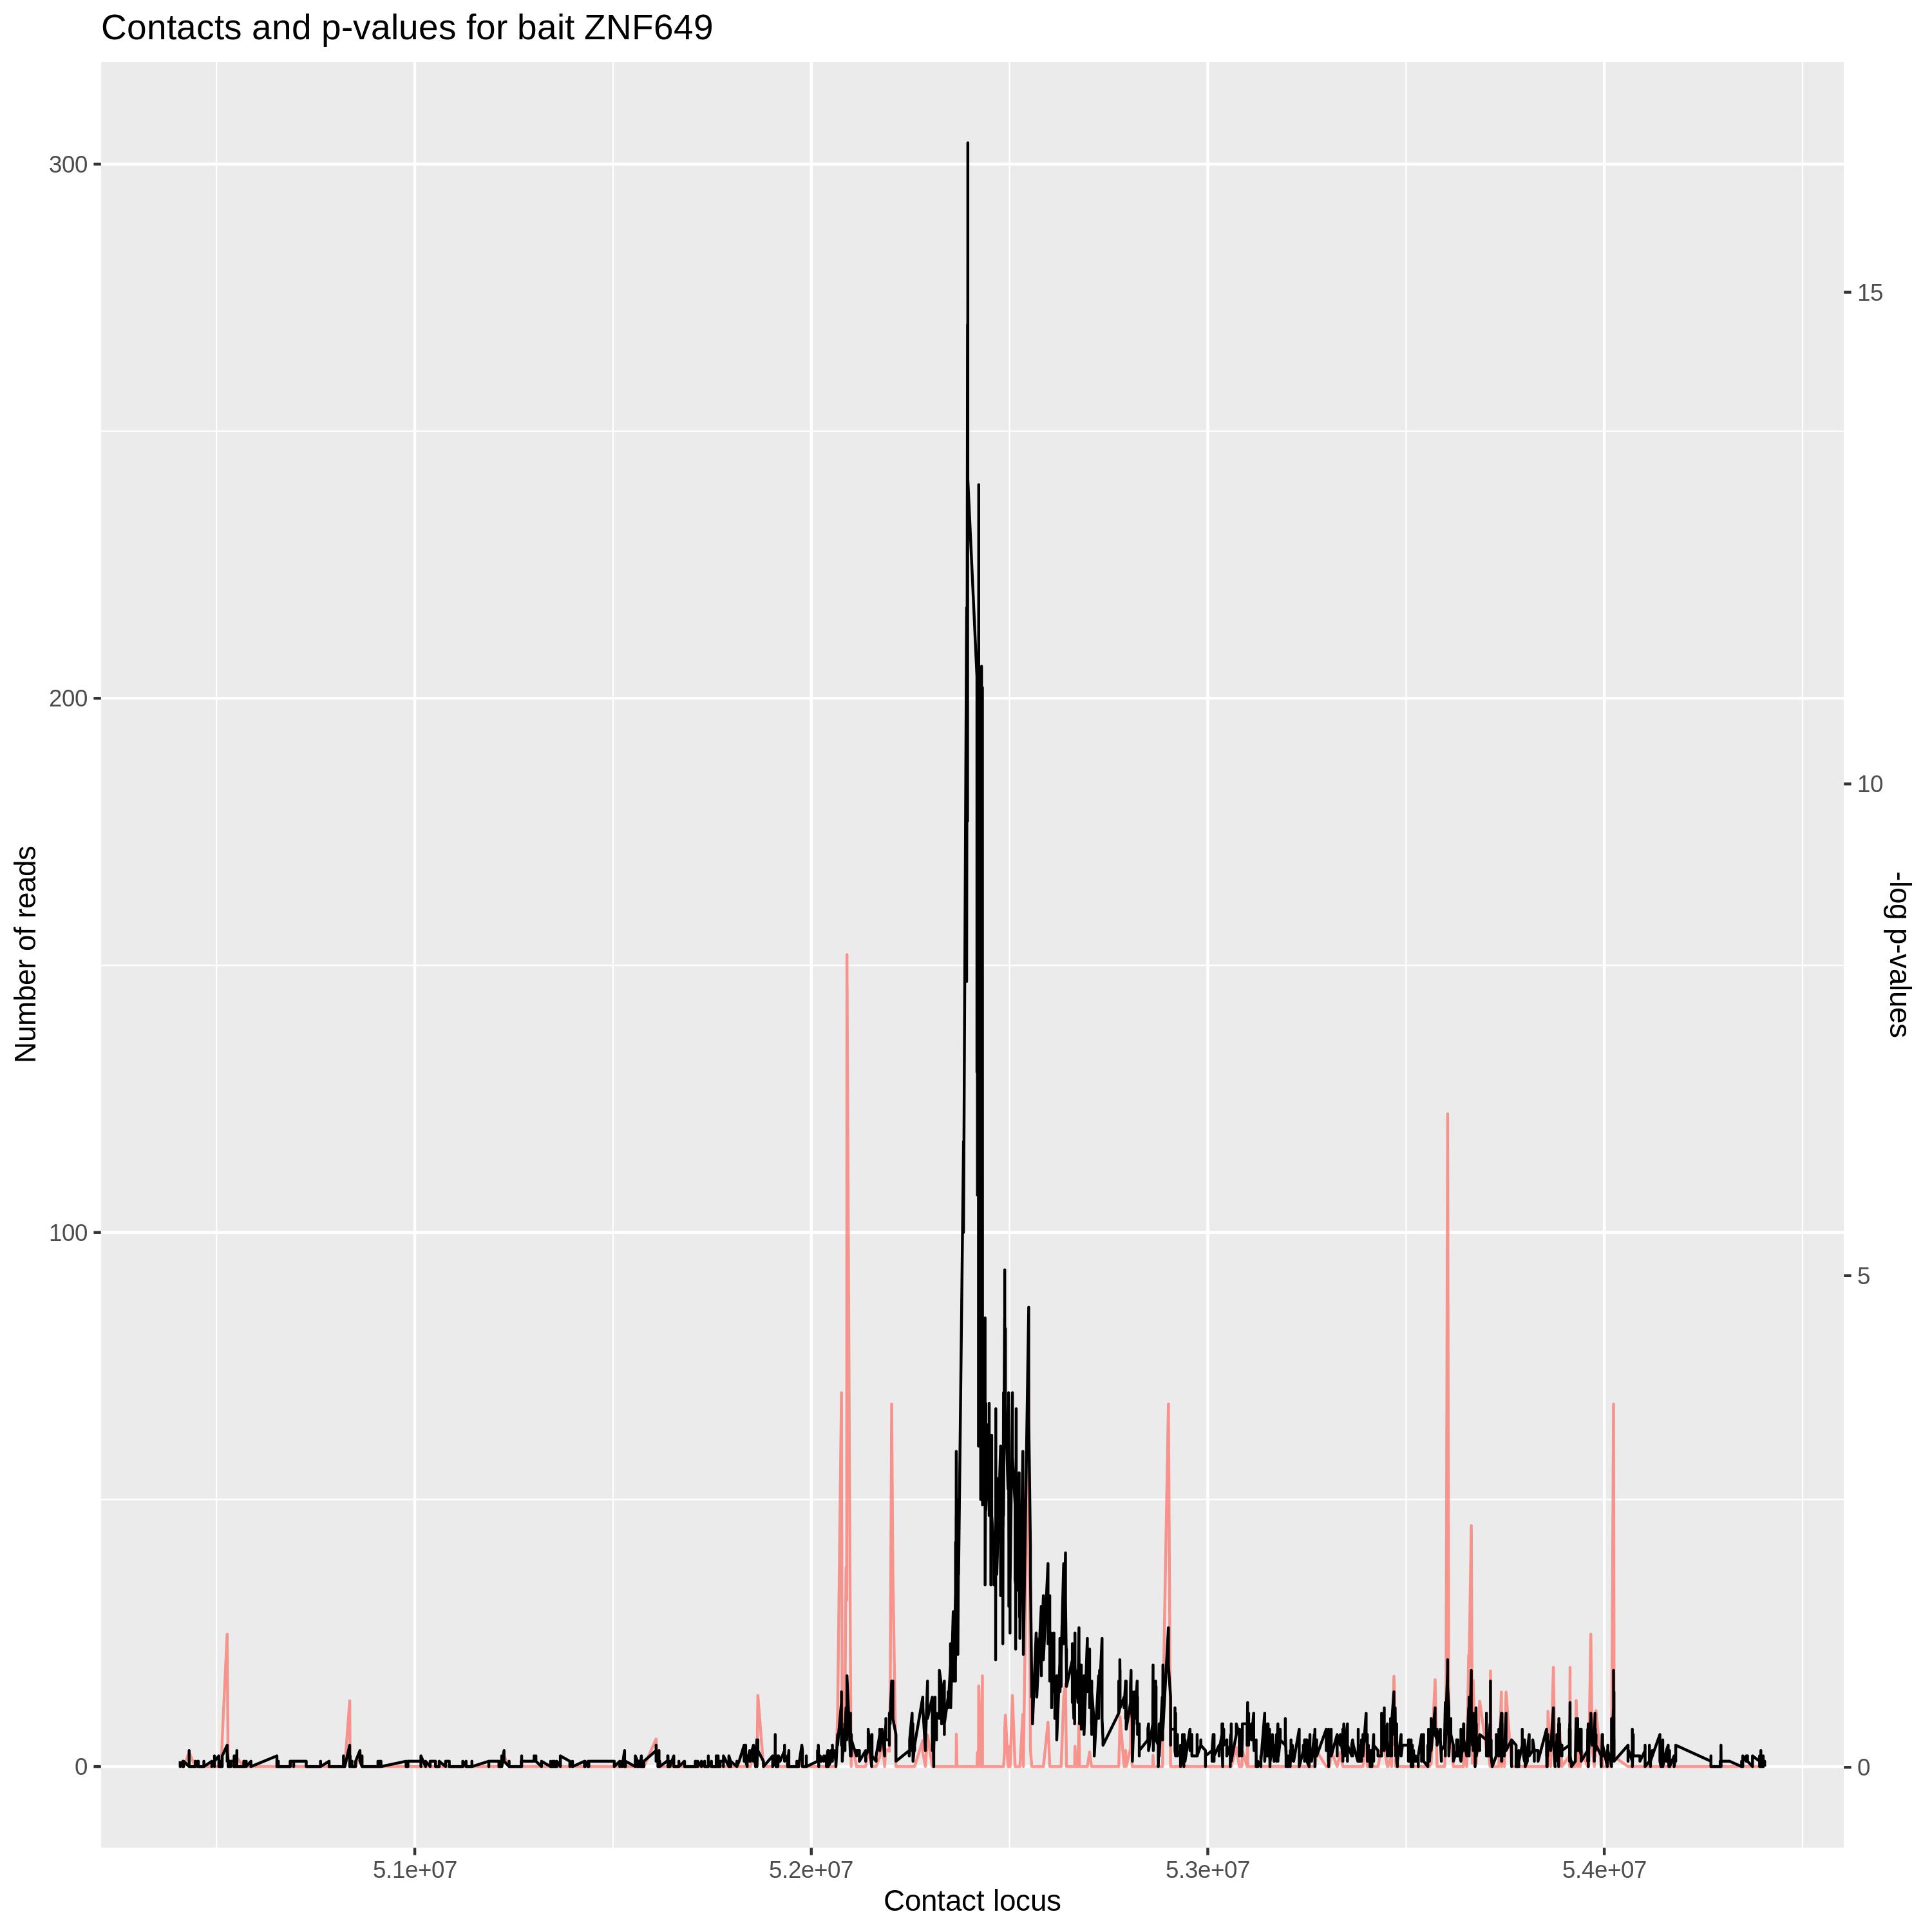 Contacts and p-values for bait ZNF649
300
200
100
0
Number of reads
15
10
5
0
-log p-values
5.1e+07
5.2e+07
5.3e+07
5.4e+07
Contact locus